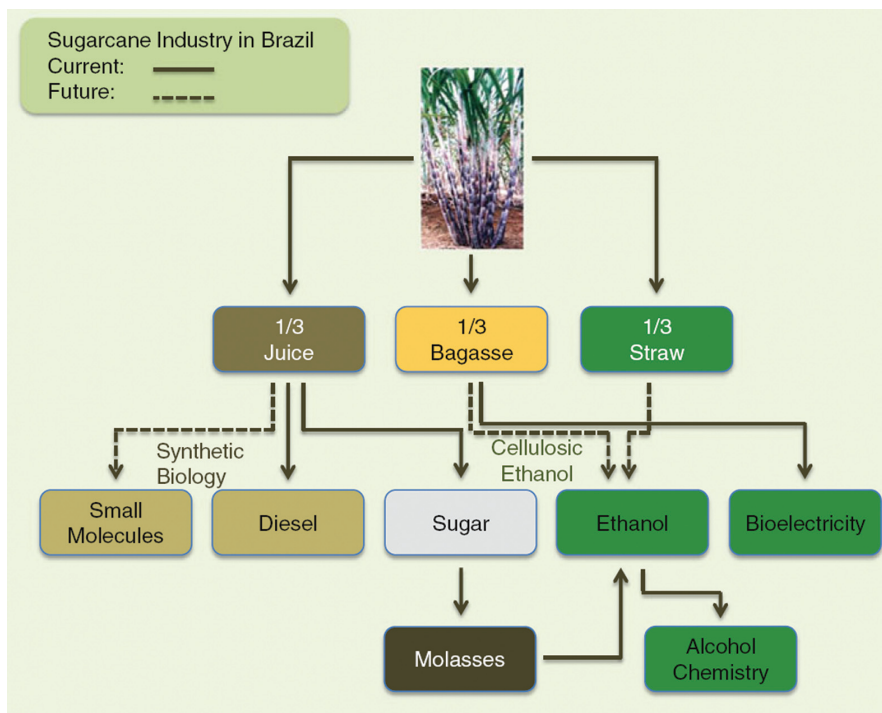 Sugarcane Industry in Brazil
Current:
Future:
1/3
Juice
1/3
Bagasse
1/3
Straw
Synthetic
Biology
Cellulosic
Ethanol
Small
Molecules
Diesel
Sugar
Ethanol
Bioelectricity
Molasses
Alcohol
Chemistry